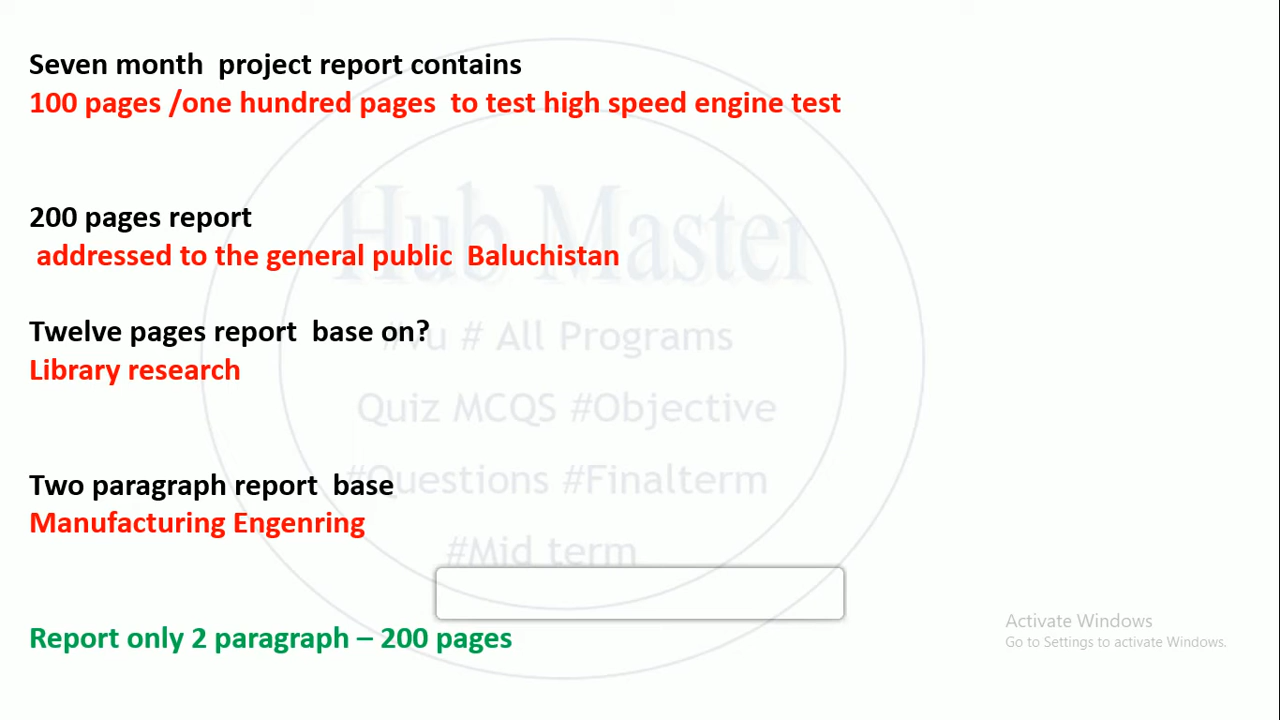 Seven month  project report contains
100 pages /one hundred pages  to test high speed engine test
200 pages report
Hub Master
addressed to the general public  Baluchistan
Twelve pages report  base on?
#Vu # All Programs
Library research
Quiz MCQS #Objective
Two paragraph report  base
#Questions #Finalterm
Manufacturing Engenring
#Mid term
Report only 2 paragraph – 200 pages
Activate Windows
Go to Settings to activate Windows.